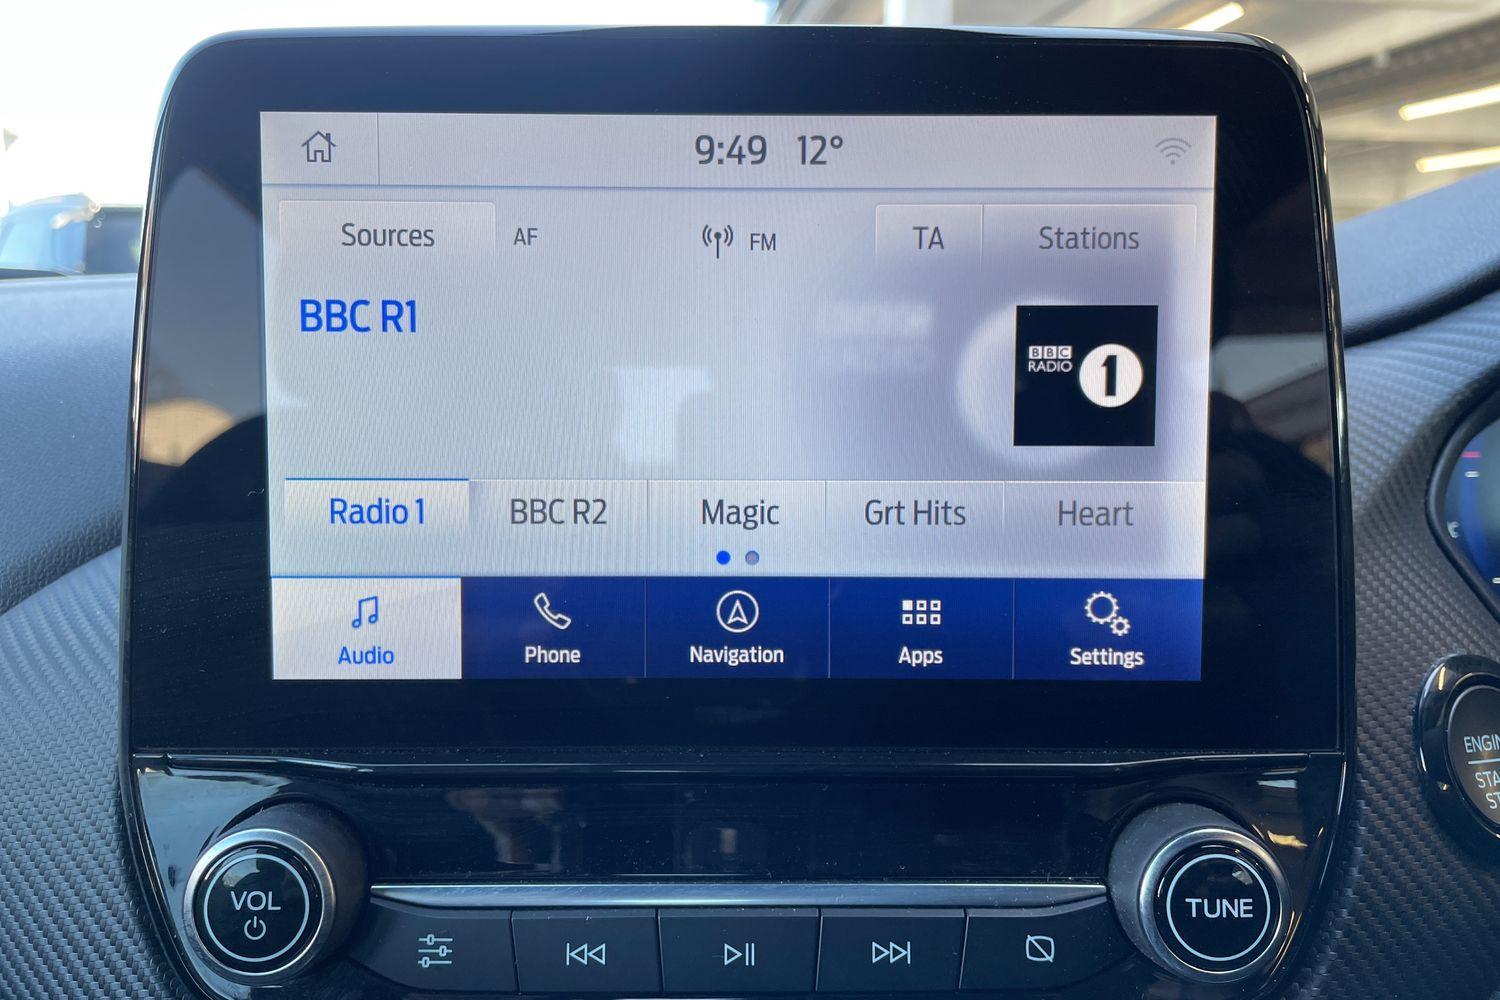 9:49 12°
Sources AF FM TA Stations
BBC R1
BBC
RADIO 1
Radio 1 BBC R2 Magic Grt Hits Heart
Audio Phone Navigation Apps Settings
VOL
TUNE